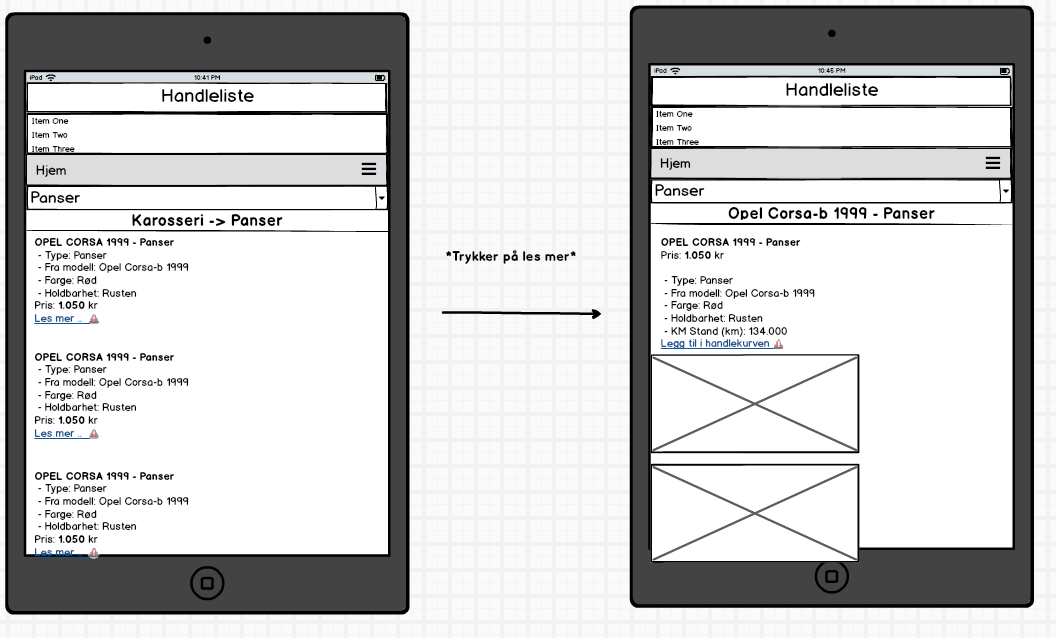 iPod
10:41 PM
Handleliste
Item One
Item Two
Item Three
Hjem
Panser
Karosseri -> Panser
OPEL CORSA 1999 - Panser
- Type: Panser
- Fra modell: Opel Corsa-b 1999
- Farge: Rød
- Holdbarhet: Rusten
Pris: 1.050 kr
Les mer ..
OPEL CORSA 1999 - Panser
- Type: Panser
- Fra modell: Opel Corsa-b 1999
- Farge: Rød
- Holdbarhet: Rusten
Pris: 1.050 kr
Les mer ..
OPEL CORSA 1999 - Panser
- Type: Panser
- Fra modell: Opel Corsa-b 1999
- Farge: Rød
- Holdbarhet: Rusten
Pris: 1.050 kr
Les mer ..
*Trykker på les mer*
iPod
10:45 PM
Handleliste
Item One
Item Two
Item Three
Hjem
Panser
Opel Corsa-b 1999 - Panser
OPEL CORSA 1999 - Panser
Pris: 1.050 kr
- Type: Panser
- Fra modell: Opel Corsa-b 1999
- Farge: Rød
- Holdbarhet: Rusten
- KM Stand (km): 134.000
Legg til i handlekurven